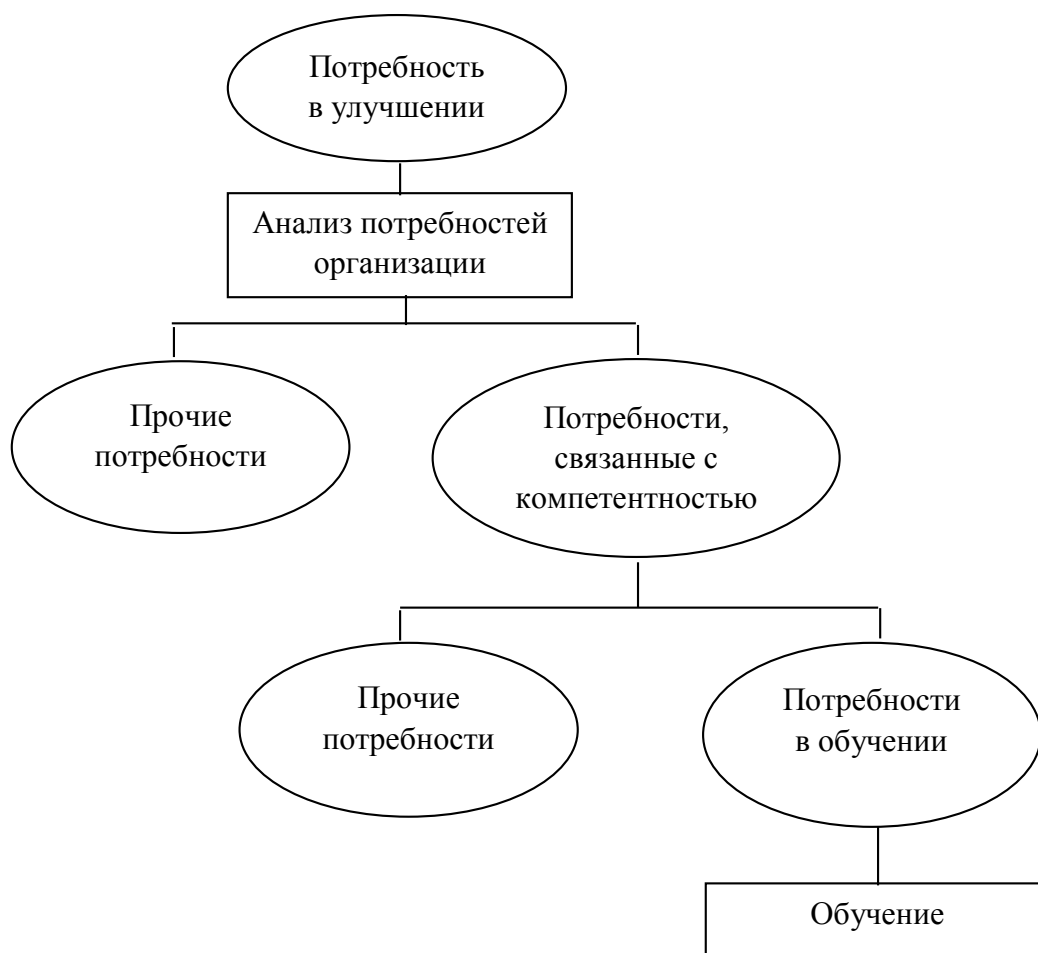 Потребность
в улучшении
Анализ потребностей
организации
Прочие
потребности
Потребности,
связанные с
компетентностью
Прочие
потребности
Потребности
в обучении
Обучение